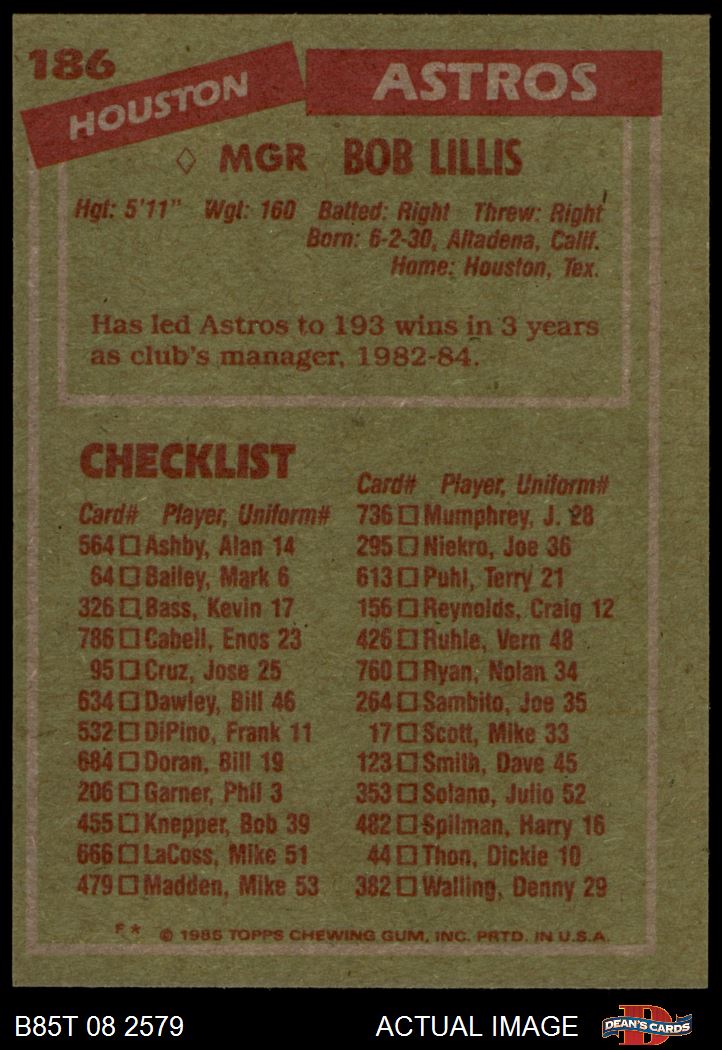 186
HOUSTON ASTROS
◇ MGR BOB LILLIS
Hgt: 5'11" Wgt: 160 Batted: Right Threw: Right
Born: 6-2-30, Altadena, Calif.
Home: Houston, Tex.
Has led Astros to 193 wins in 3 years
as club's manager, 1982-84.
CHECKLIST
Card# Player, Uniform#
564 □ Ashby, Alan 14
64 □ Bailey, Mark 6
326 □ Bass, Kevin 17
786 □ Cabell, Enos 23
95 □ Cruz, Jose 25
634 □ Dawley, Bill 46
532 □ DiPino, Frank 11
684 □ Doran, Bill 19
206 □ Garner, Phil 3
455 □ Knepper, Bob 39
666 □ LaCoss, Mike 51
479 □ Madden, Mike 53
Card# Player, Uniform#
736 □ Mumphrey, J. 28
295 □ Niekro, Joe 36
613 □ Puhl, Terry 21
156 □ Reynolds, Craig 12
426 □ Ruhle, Vern 48
760 □ Ryan, Nolan 34
264 □ Sambito, Joe 35
17 □ Scott, Mike 33
123 □ Smith, Dave 45
353 □ Solano, Julio 52
482 □ Spilman, Harry 16
44 □ Thon, Dickie 10
382 □ Walling, Denny 29
F * © 1985 TOPPS CHEWING GUM, INC. PRTD. IN U.S.A.
B85T 08 2579 ACTUAL IMAGE D DEAN'S CARDS